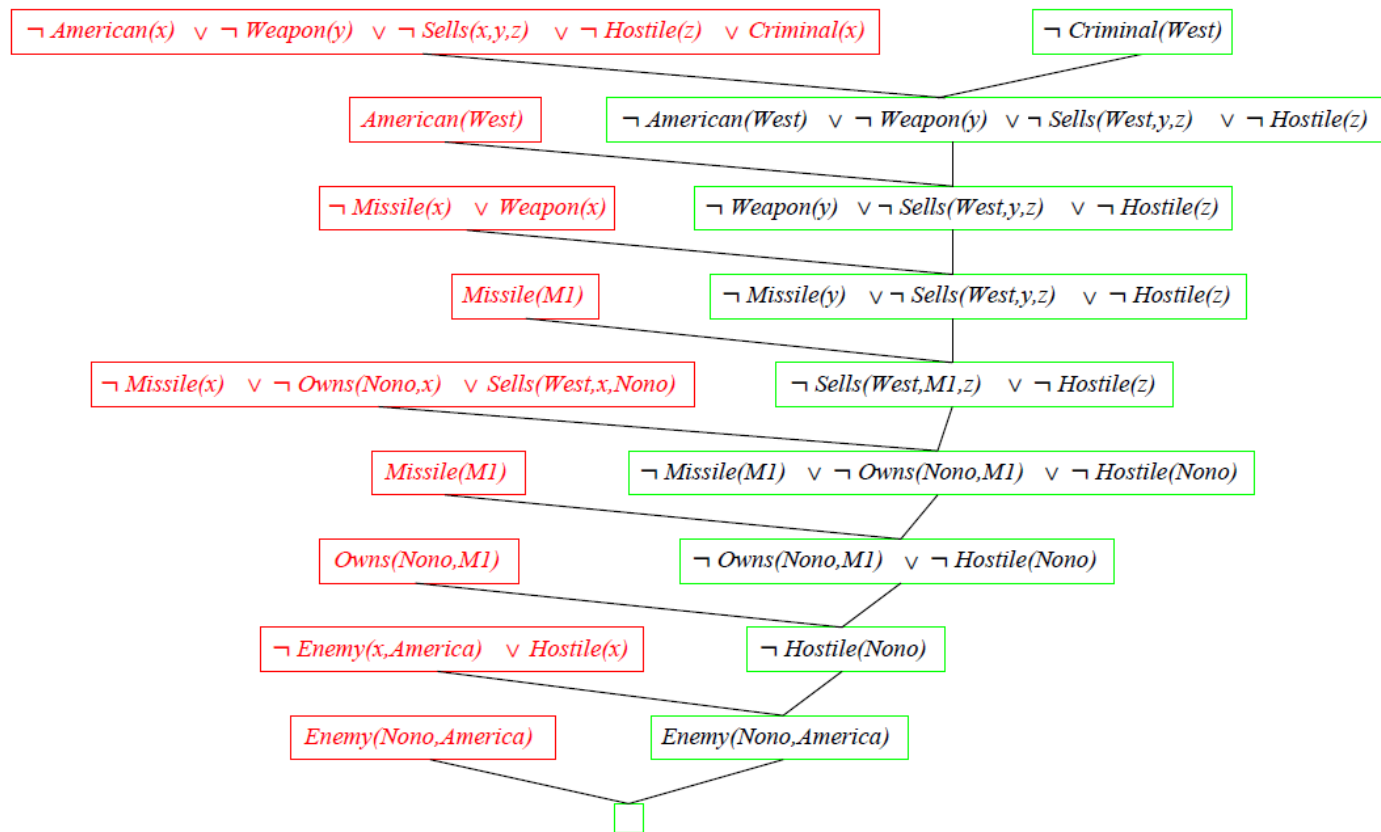 ¬ American(x) ∨ ¬ Weapon(y) ∨ ¬ Sells(x,y,z) ∨ ¬ Hostile(z) ∨ Criminal(x)
¬ Criminal(West)
American(West)
¬ American(West) ∨ ¬ Weapon(y) ∨ ¬ Sells(West,y,z) ∨ ¬ Hostile(z)
¬ Missile(x) ∨ Weapon(x)
¬ Weapon(y) ∨ ¬ Sells(West,y,z) ∨ ¬ Hostile(z)
Missile(M1)
¬ Missile(y) ∨ ¬ Sells(West,y,z) ∨ ¬ Hostile(z)
¬ Missile(x) ∨ ¬ Owns(Nono,x) ∨ Sells(West,x,Nono)
¬ Sells(West,M1,z) ∨ ¬ Hostile(z)
Missile(M1)
¬ Missile(M1) ∨ ¬ Owns(Nono,M1) ∨ ¬ Hostile(Nono)
Owns(Nono,M1)
¬ Owns(Nono,M1) ∨ ¬ Hostile(Nono)
¬ Enemy(x,America) ∨ Hostile(x)
¬ Hostile(Nono)
Enemy(Nono,America)
Enemy(Nono,America)